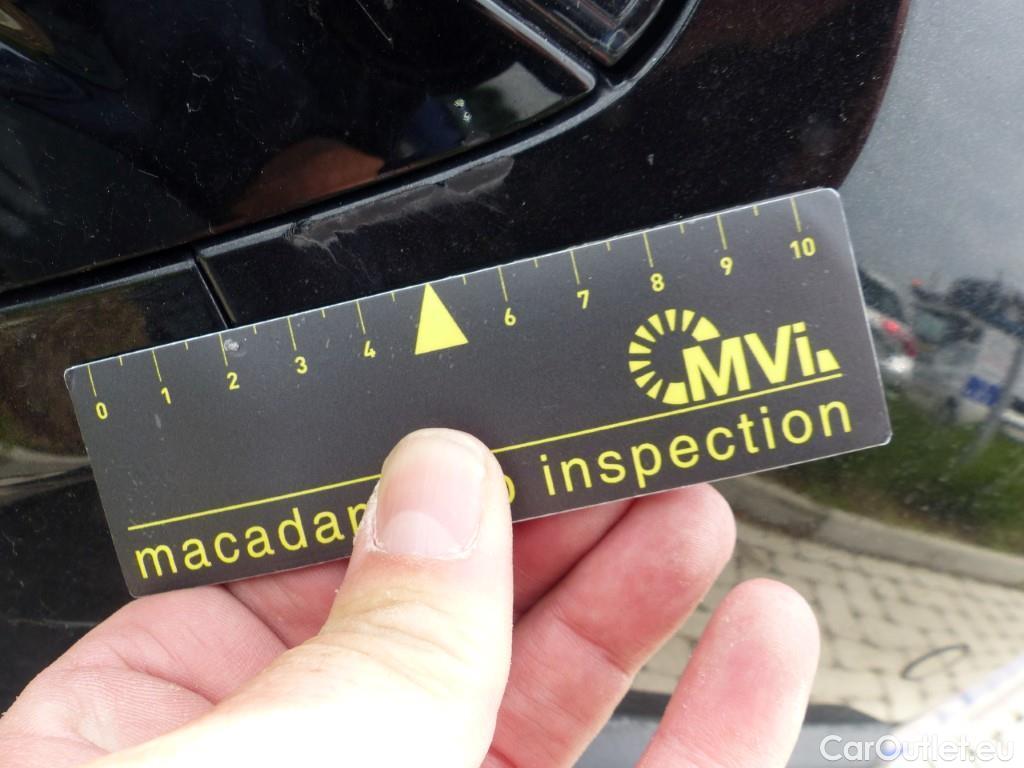 0 1 2 3 4 6 7 8 9 10
MVi
inspection
CarOutlet.eu